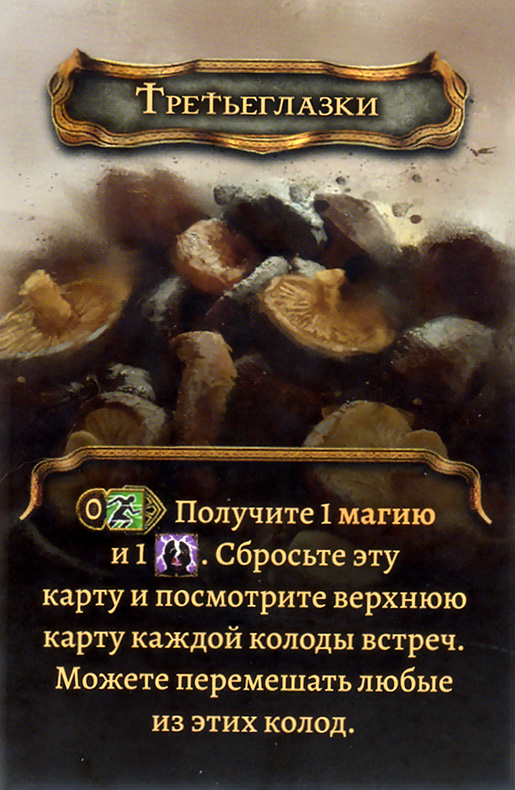 Третьеглазки
0 Получите 1 магию
и 1 . Сбросьте эту
карту и посмотрите верхнюю
карту каждой колоды встреч.
Можете перемешать любые
из этих колод.